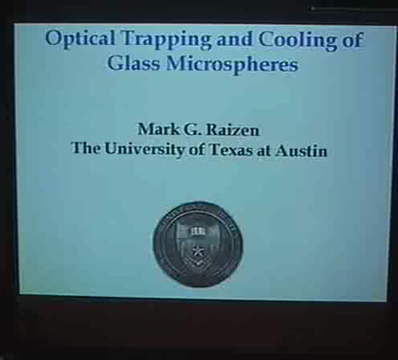 Optical Trapping and Cooling of
Glass Microspheres
Mark G. Raizen
The University of Texas at Austin